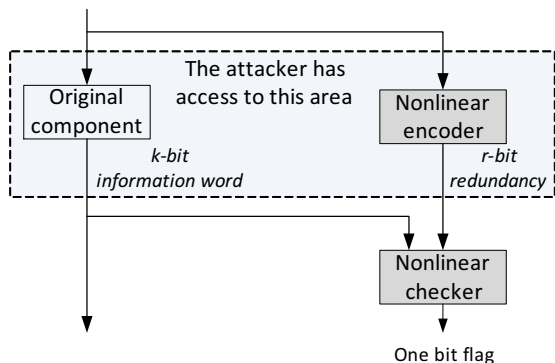 The attacker has
access to this area
Original
component
Nonlinear
encoder
k-bit
information word
r-bit
redundancy
Nonlinear
checker
One bit flag